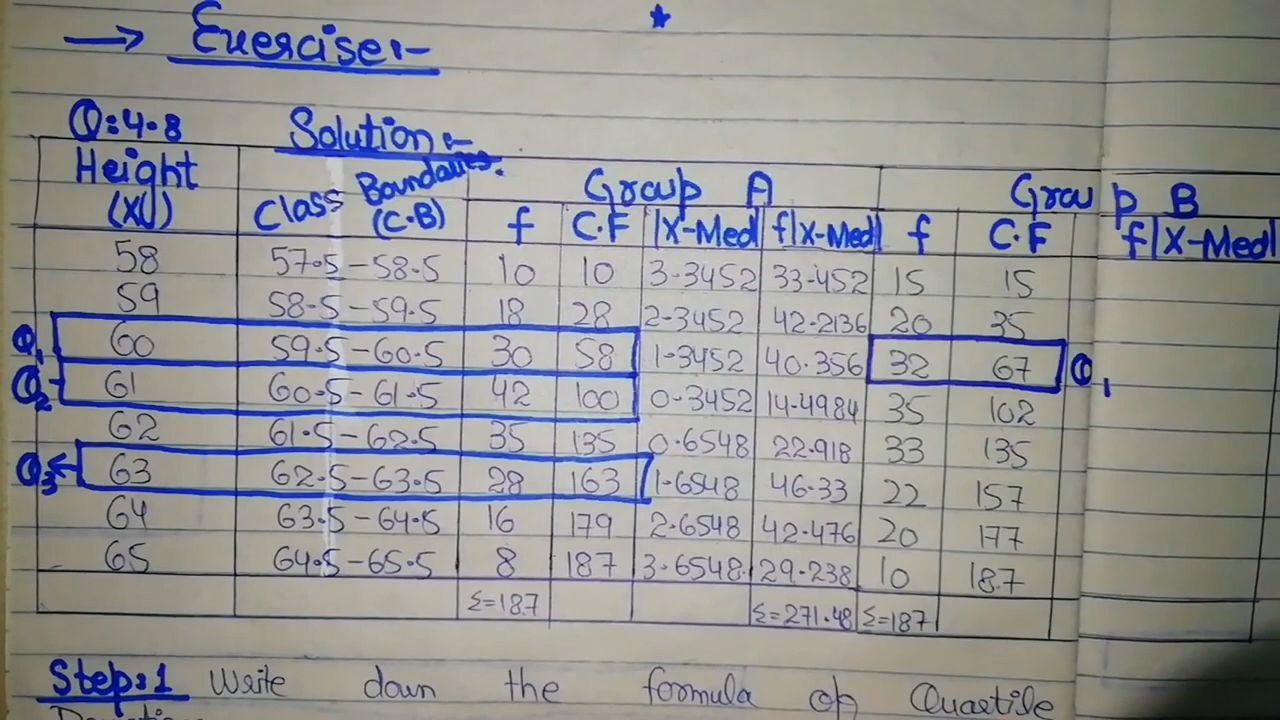 → Exercise:-
Q:4.8 Solution:-
Height (X) Class Boundaries. (C.B) Group A Group B
f C.F |X-Med| f|X-Med| f C.F f|X-Med|
58 57.5-58.5 10 10 3.3452 33.452 15 15
59 58.5-59.5 18 28 2.3452 42.2136 20 35
Q1 60 59.5-60.5 30 58 1.3452 40.356 32 67 Q1
Q2 61 60.5-61.5 42 100 0.3452 14.4984 35 102
62 61.5-62.5 35 135 0.6548 22.918 33 135
Q3 63 62.5-63.5 28 163 1.6548 46.33 22 157
64 63.5-64.5 16 179 2.6548 42.476 20 177
65 64.5-65.5 8 187 3.6548 29.238 10 187
Σ=187 Σ=271.48 Σ=187
Step:1 Write down the formula of Quartile